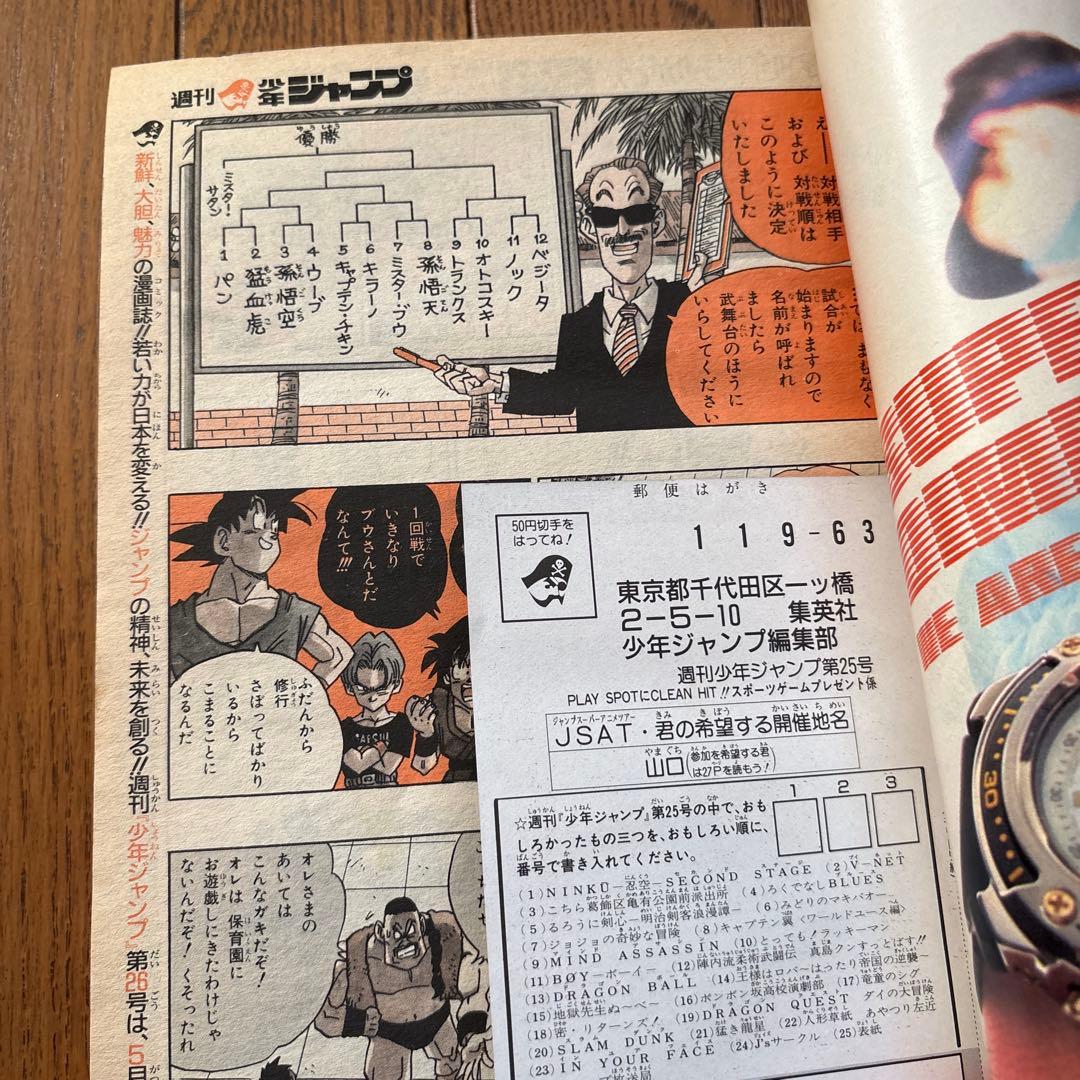 週刊 少年ジャンプ
新鮮、大胆、魅力の漫画誌!!若い力が日本を変える!!ジャンプの精神、未来を創る!!週刊『少年ジャンプ』第26号は、5月
優勝
ミスター・サタン
1 パン
2 猛血虎
3 孫悟空
4 ウーブ
5 キャプテン・チキン
6 キラーノ
7 ミスター・ブウ
8 孫悟天
9 トランクス
10 オトコスキー
11 ノック
12 ベジータ
え── 対戦相手
および 対戦順は
このように決定
いたしました
まもなく
試合が
始まりますので
名前が呼ばれ
ましたら
武舞台のほうに
いらしてください
1回戦で
いきなり
ブウさんとだ
なんて!!!
ふだんから
修行
さぼってばかり
いるから
こまることに
なるんだ
オレさまの
あいては
こんなガキだぞ!
オレは 保育園に
お遊戯しにきたわけじゃ
ないんだぞ! くそったれ
郵便はがき
119-63
50円切手を
はってね!
東京都千代田区一ッ橋
2-5-10 集英社
少年ジャンプ編集部
週刊少年ジャンプ第25号
PLAY SPOTにCLEAN HIT!!スポーツゲームプレゼント係
ジャンプスーパーアニメツアー
JSAT・君の希望する開催地名
山口(参加を希望する君は27Pを読もう!)
☆週刊『少年ジャンプ』第25号の中で、おも
しろかったもの三つを、おもしろい順に、
番号で書き入れてください。
1 2 3
(1)NINKU─忍空─SECOND STAGE (2)V─NET
(3)こちら葛飾区亀有公園前派出所 (4)ろくでなしBLUES
(5)るろうに剣心─明治剣客浪漫譚 (6)みどりのマキバオー
(7)ジョジョの奇妙な冒険 (8)キャプテン翼〈ワールドユース編〉
(9)MIND ASSASSIN (10)とっても!ラッキーマン
(11)BØY─ボーイ─ (12)陣内流柔術武闘伝 真島クンすっとばす!!
(13)DRAGON BALL (14)王様はロバ〜はったり帝国の逆襲〜
(15)地獄先生ぬ〜べ〜 (16)ボンボン坂高校演劇部 (17)竜童のシグ
(18)密・リターンズ! (19)DRAGON QUEST ダイの大冒険
(20)SLAM DUNK (21)猛き龍星 (22)人形草紙 あやつり左近
(23)IN YOUR FACE (24)J'sサークル (25)表紙
放送局
30